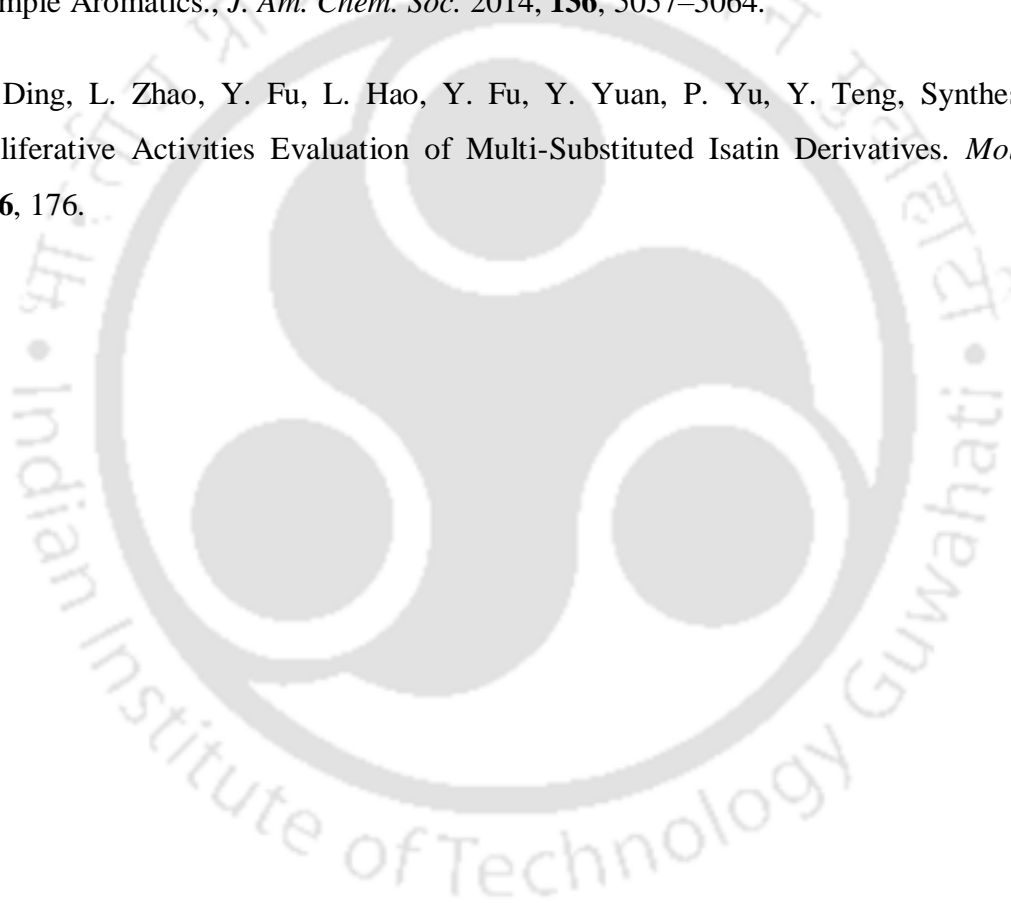 mple Aromatics., J. Am. Chem. Soc. 2014, 136, 5057–5064.
Ding, L. Zhao, Y. Fu, L. Hao, Y. Fu, Y. Yuan, P. Yu, Y. Teng, Synthes
liferative Activities Evaluation of Multi-Substituted Isatin Derivatives. Mo
6, 176.
Indian Institute of Technology Guwahati